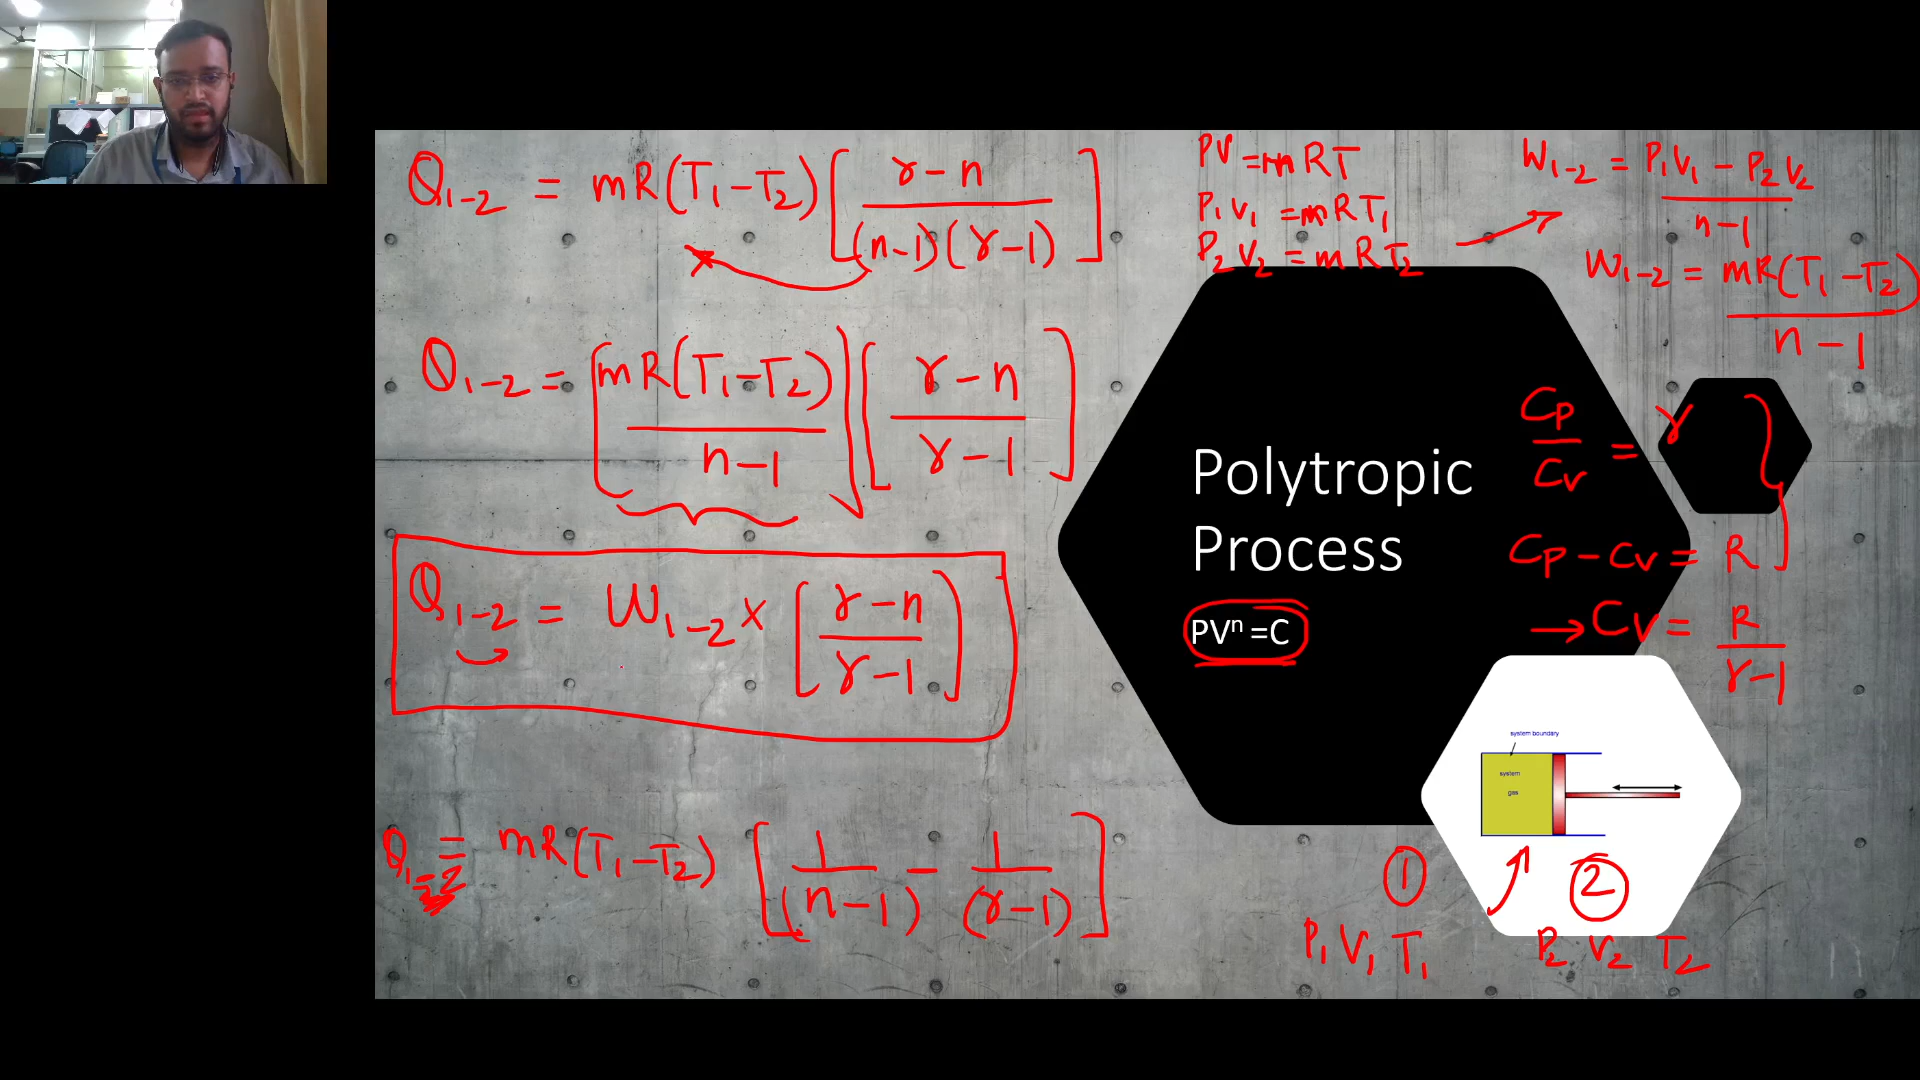 Q₁₋₂ = mR(T₁-T₂) [ γ-n / (n-1)(γ-1) ]
Q₁₋₂ = [ mR(T₁-T₂) / n-1 ] [ γ-n / γ-1 ]
Q₁₋₂ = W₁₋₂ × [ γ-n / γ-1 ]
Q₁₋₂ = mR(T₁-T₂) [ 1/(n-1) - 1/(γ-1) ]
PV = mRT
P₁V₁ = mRT₁
P₂V₂ = mRT₂
W₁₋₂ = P₁V₁ - P₂V₂ / n-1
W₁₋₂ = mR(T₁-T₂) / n-1
Polytropic
Process
PVⁿ =C
Cp / Cv = γ
Cp - Cv = R
→ Cv = R / γ-1
system boundary
system
gas
① ②
P₁ V₁ T₁ P₂ V₂ T₂